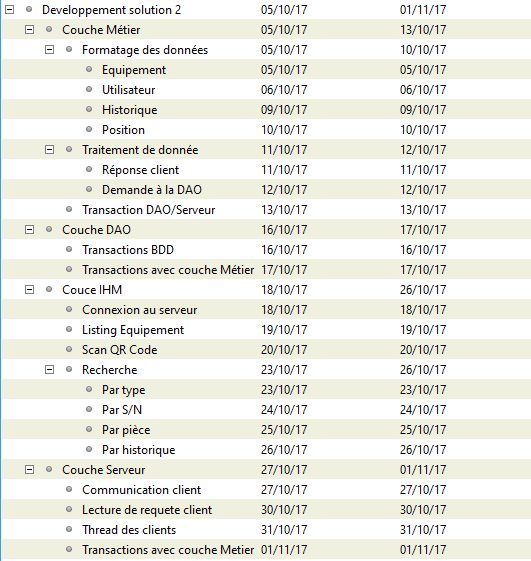 Developpement solution 2 05/10/17 01/11/17
Couche Métier 05/10/17 13/10/17
Formatage des données 05/10/17 10/10/17
Equipement 05/10/17 05/10/17
Utilisateur 06/10/17 06/10/17
Historique 09/10/17 09/10/17
Position 10/10/17 10/10/17
Traitement de donnée 11/10/17 12/10/17
Réponse client 11/10/17 11/10/17
Demande à la DAO 12/10/17 12/10/17
Transaction DAO/Serveur 13/10/17 13/10/17
Couche DAO 16/10/17 17/10/17
Transactions BDD 16/10/17 16/10/17
Transactions avec couche Métier 17/10/17 17/10/17
Couce IHM 18/10/17 26/10/17
Connexion au serveur 18/10/17 18/10/17
Listing Equipement 19/10/17 19/10/17
Scan QR Code 20/10/17 20/10/17
Recherche 23/10/17 26/10/17
Par type 23/10/17 23/10/17
Par S/N 24/10/17 24/10/17
Par pièce 25/10/17 25/10/17
Par historique 26/10/17 26/10/17
Couche Serveur 27/10/17 01/11/17
Communication client 27/10/17 27/10/17
Lecture de requete client 30/10/17 30/10/17
Thread des clients 31/10/17 31/10/17
Transactions avec couche Metier 01/11/17 01/11/17